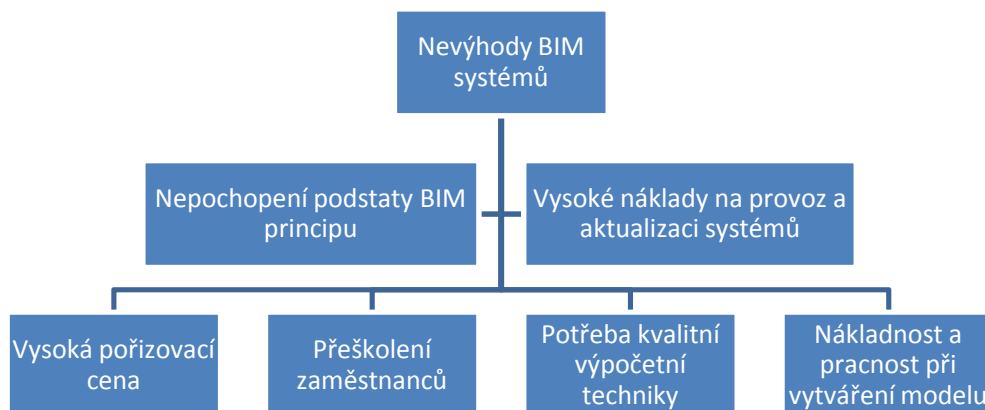 Nevýhody BIM
systémů
Nepochopení podstaty BIM
principu
Vysoké náklady na provoz a
aktualizaci systémů
Vysoká pořizovací
cena
Přeškolení
zaměstnanců
Potřeba kvalitní
výpočetní
techniky
Nákladnost a
pracnost při
vytváření modelu